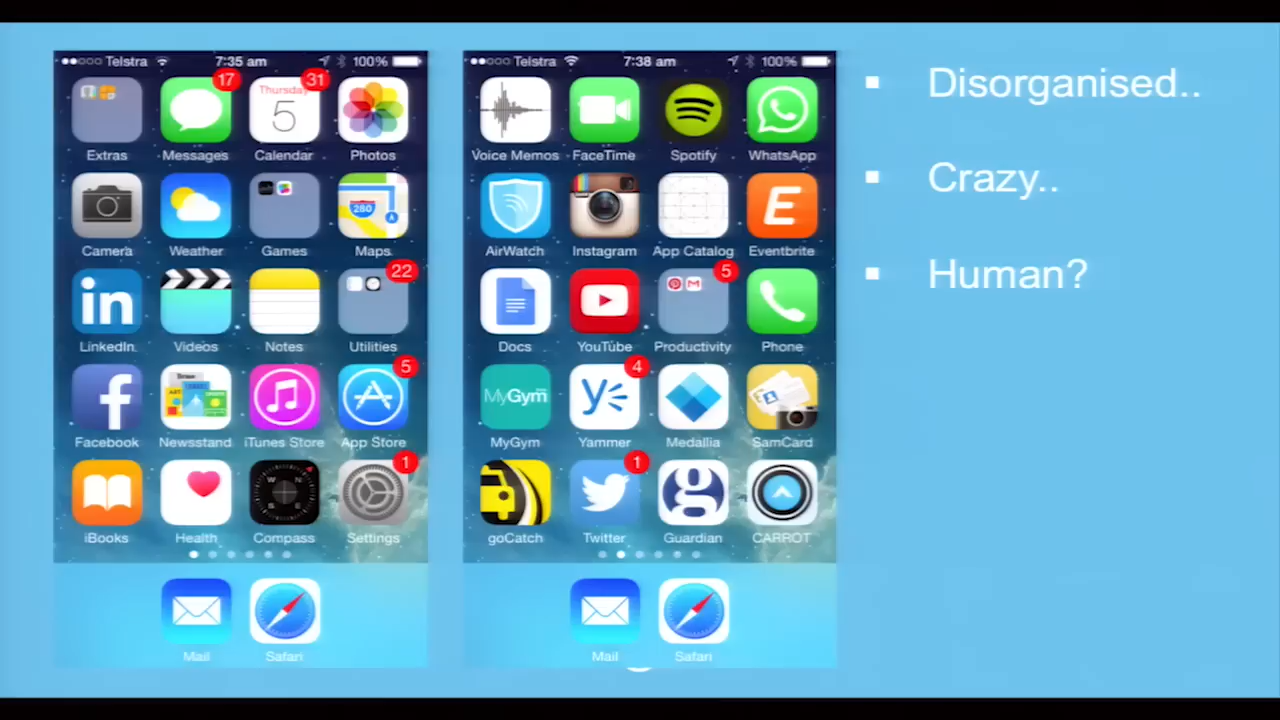 Telstra 7:35 am 100%
17 31
Thursday
5
Extras Messages Calendar Photos
280
Camera Weather Games Maps
22
in
LinkedIn Videos Notes Utilities
5
f
Facebook Newsstand iTunes Store App Store
1
W N
S E
iBooks Health Compass Settings
Mail Safari
Telstra 7:38 am 100%
Voice Memos FaceTime Spotify WhatsApp
E
AirWatch Instagram App Catalog Eventbrite
5
M
Docs YouTube Productivity Phone
4
MyGym
MyGym Yammer Medallia SamCard
1
g
goCatch Twitter Guardian CARROT
Mail Safari
▪ Disorganised..
▪ Crazy..
▪ Human?